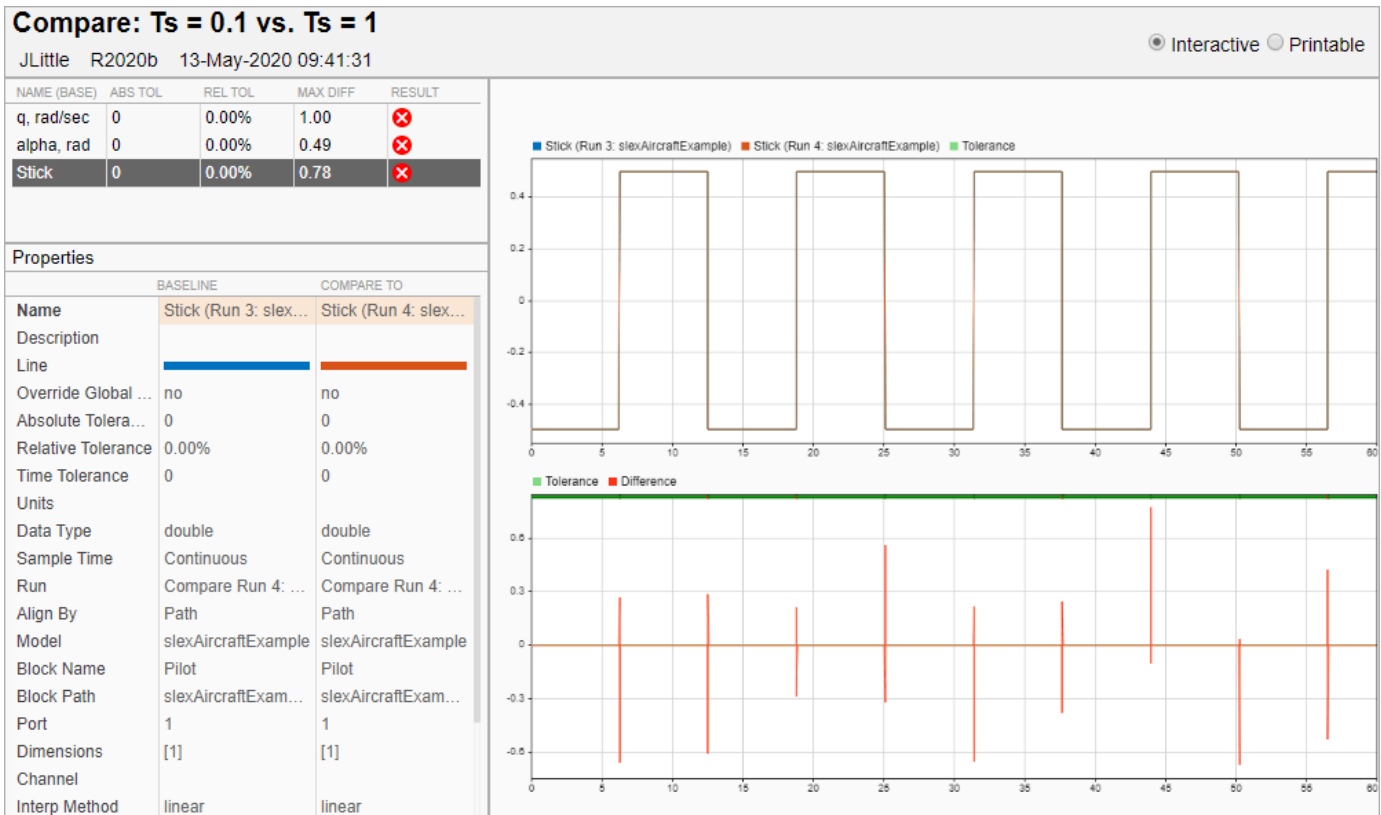 Compare: Ts = 0.1 vs. Ts = 1
JLittle R2020b 13-May-2020 09:41:31
Interactive Printable
NAME (BASE) ABS TOL REL TOL MAX DIFF RESULT
q, rad/sec 0 0.00% 1.00
alpha, rad 0 0.00% 0.49
Stick 0 0.00% 0.78
Properties
BASELINE COMPARE TO
Name Stick (Run 3: slex... Stick (Run 4: slex...
Description
Line
Override Global ... no no
Absolute Tolera... 0 0
Relative Tolerance 0.00% 0.00%
Time Tolerance 0 0
Units
Data Type double double
Sample Time Continuous Continuous
Run Compare Run 4: ... Compare Run 4: ...
Align By Path Path
Model slexAircraftExample slexAircraftExample
Block Name Pilot Pilot
Block Path slexAircraftExam... slexAircraftExam...
Port 1 1
Dimensions [1] [1]
Channel
Interp Method linear linear
Stick (Run 3: slexAircraftExample) Stick (Run 4: slexAircraftExample) Tolerance
0.4
0.2
0
-0.2
-0.4
0 5 10 15 20 25 30 35 40 45 50 55 60
Tolerance Difference
0.6
0.3
0
-0.3
-0.6
0 5 10 15 20 25 30 35 40 45 50 55 60